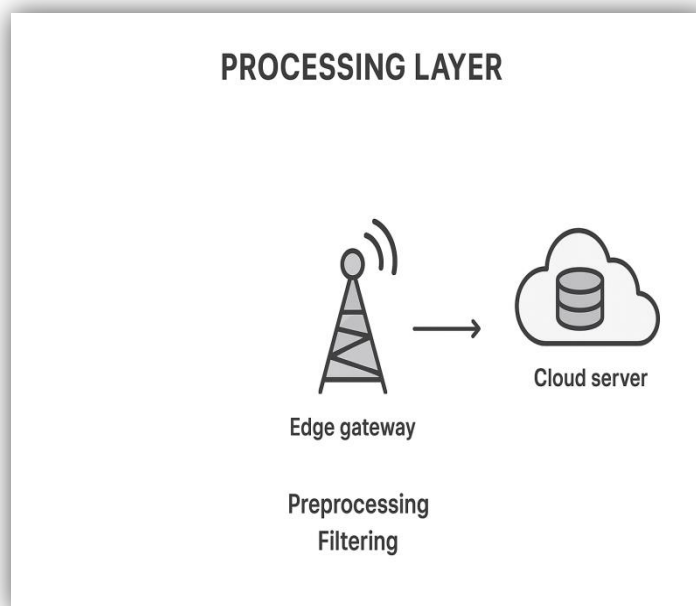 PROCESSING LAYER
Cloud server
Edge gateway
Preprocessing
Filtering